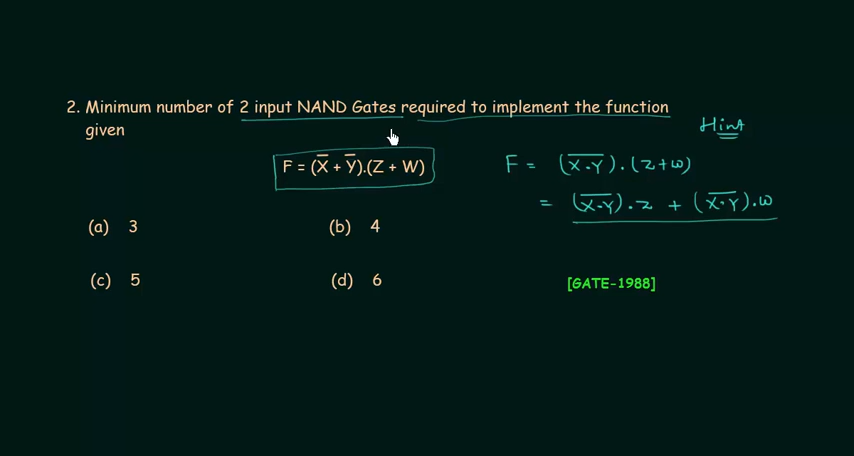 2. Minimum number of 2 input NAND Gates required to implement the function
given
Hint
F = (X̅ + Y̅).(Z + W)
F = (X̅.̅Y̅).(Z+W)
= (X̅.̅Y̅).Z + (X̅.̅Y̅).W
(a) 3
(b) 4
(c) 5
(d) 6
[GATE-1988]